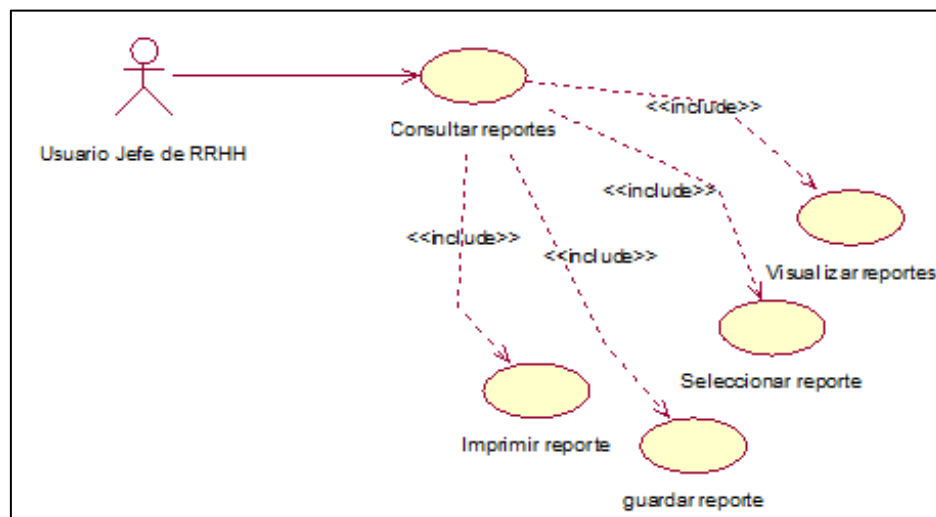 Usuario Jefe de RRHH
Consultar reportes
<<include>>
<<include>>
<<include>>
<<include>>
Visualizar reportes
Seleccionar reporte
Imprimir reporte
guardar reporte